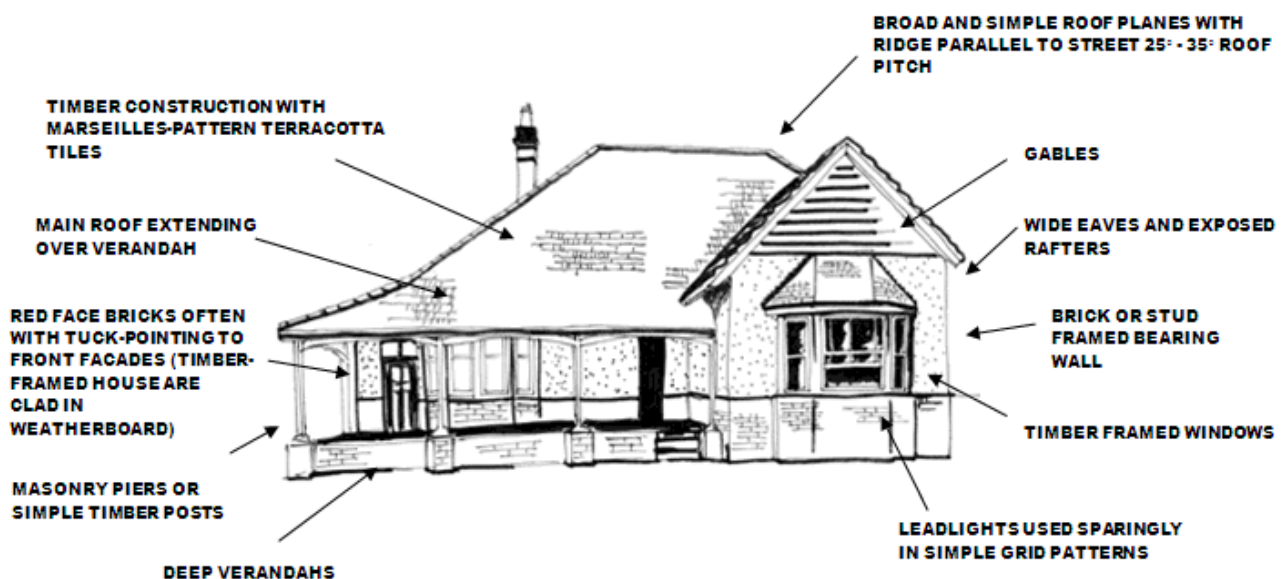 BROAD AND SIMPLE ROOF PLANES WITH
RIDGE PARALLEL TO STREET 25° - 35° ROOF
PITCH
TIMBER CONSTRUCTION WITH
MARSEILLES-PATTERN TERRACOTTA
TILES
GABLES
MAIN ROOF EXTENDING
OVER VERANDAH
WIDE EAVES AND EXPOSED
RAFTERS
RED FACE BRICKS OFTEN
WITH TUCK-POINTING TO
FRONT FACADES (TIMBER-
FRAMED HOUSE ARE
CLAD IN
WEATHERBOARD)
BRICK OR STUD
FRAMED BEARING
WALL
TIMBER FRAMED WINDOWS
MASONRY PIERS OR
SIMPLE TIMBER POSTS
LEADLIGHTS USED SPARINGLY
IN SIMPLE GRID PATTERNS
DEEP VERANDAHS